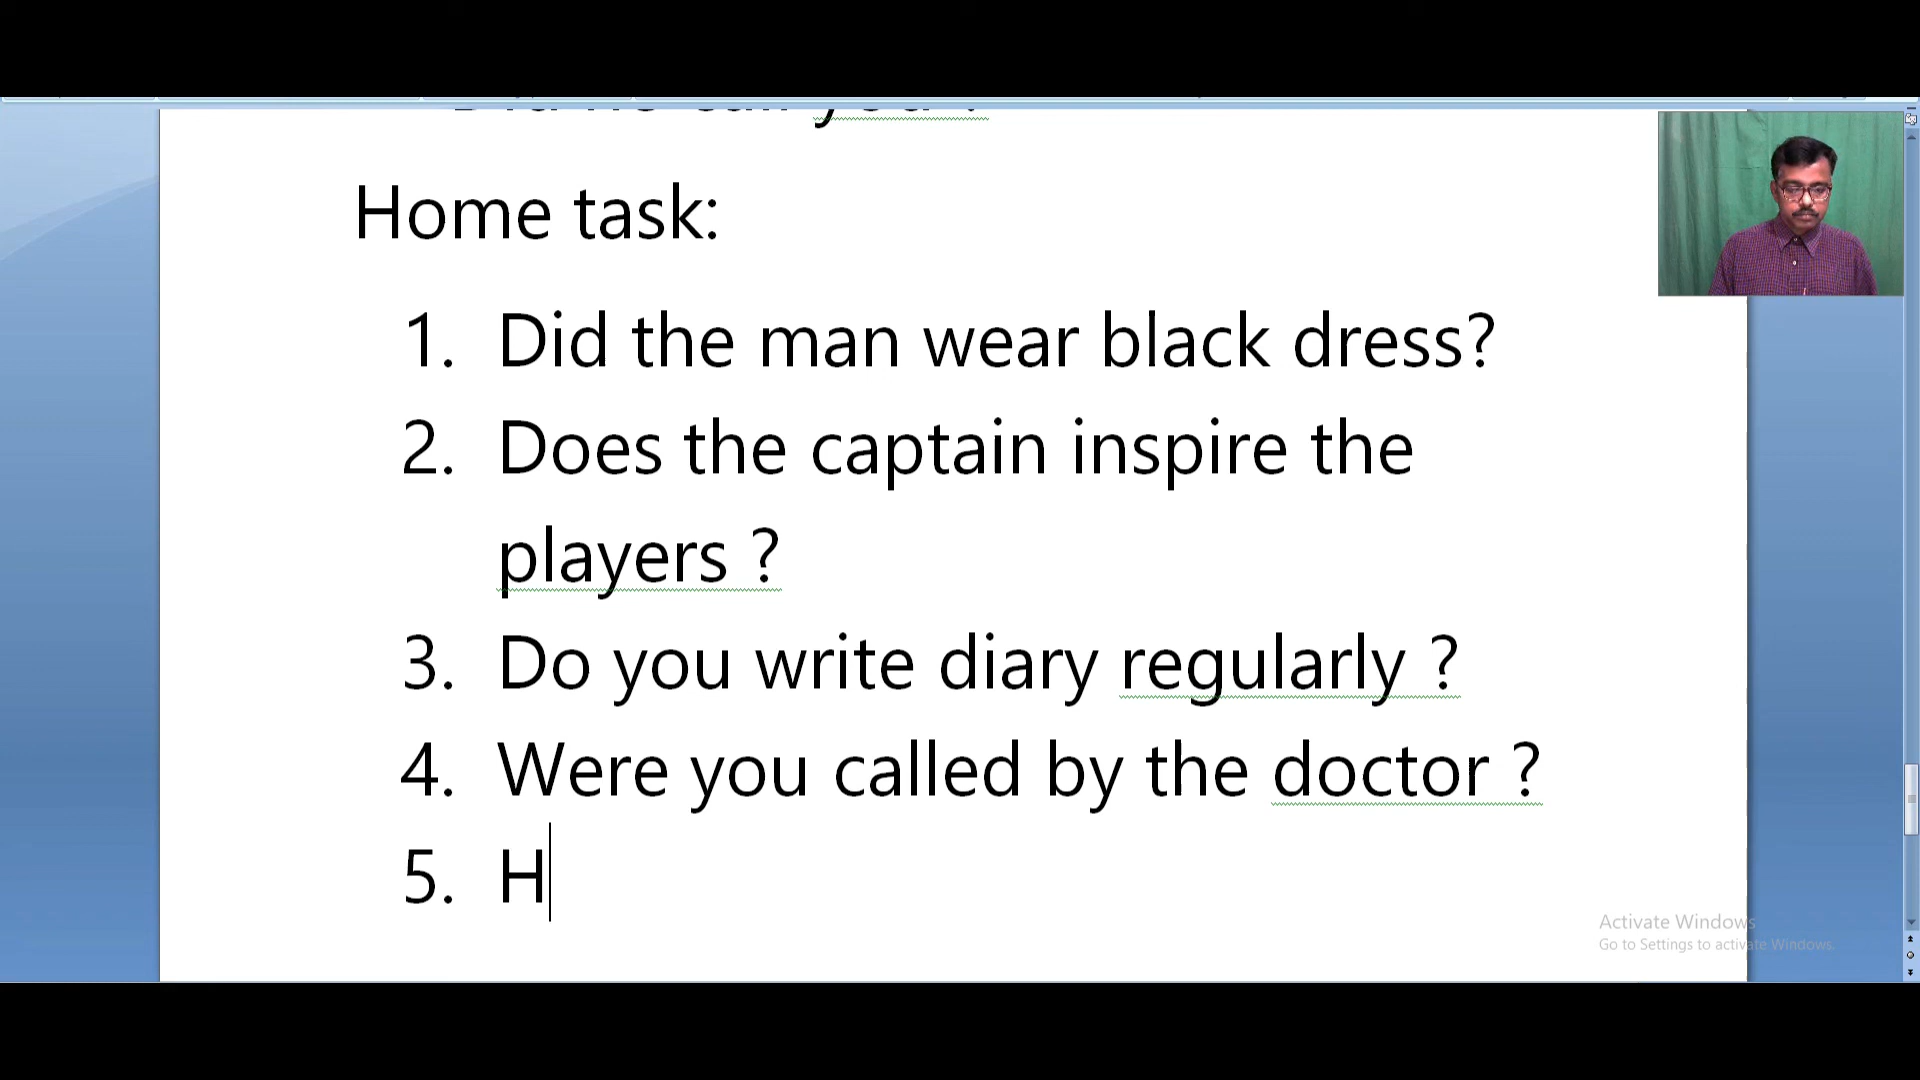 Home task:
1. Did the man wear black dress?
2. Does the captain inspire the
players ?
3. Do you write diary regularly ?
4. Were you called by the doctor ?
5. H
Activate Windows
Go to Settings to activate Windows.